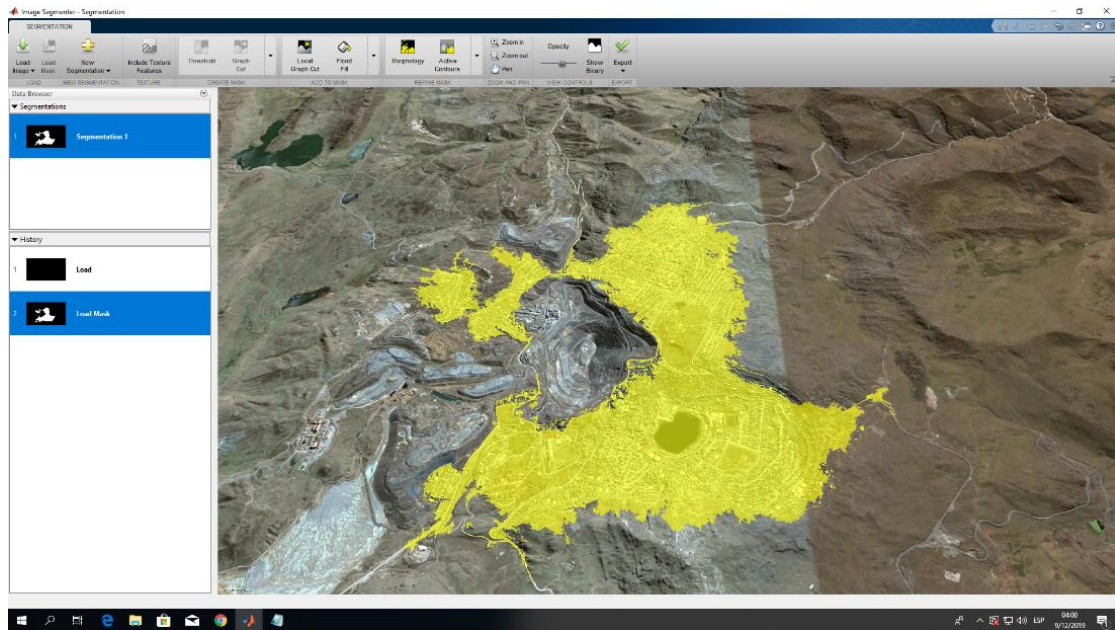 Image Segmenter - Segmentation
SEGMENTATION
Load Image
Load Mask
New Segmentation
Include Texture Features
Threshold
Graph Cut
Local Graph Cut
Flood Fill
Morphology
Active Contours
Zoom in
Zoom out
Pan
Opacity
Show Binary
Export
LOAD
NEW SEGMENTATION
TEXTURE
CREATE MASK
ADD TO MASK
REFINE MASK
ZOOM AND PAN
VIEW CONTROLS
EXPORT
Data Browser
Segmentations
1 Segmentation 1
History
1 Load
2 Load Mask
ESP
04:00
9/12/2019